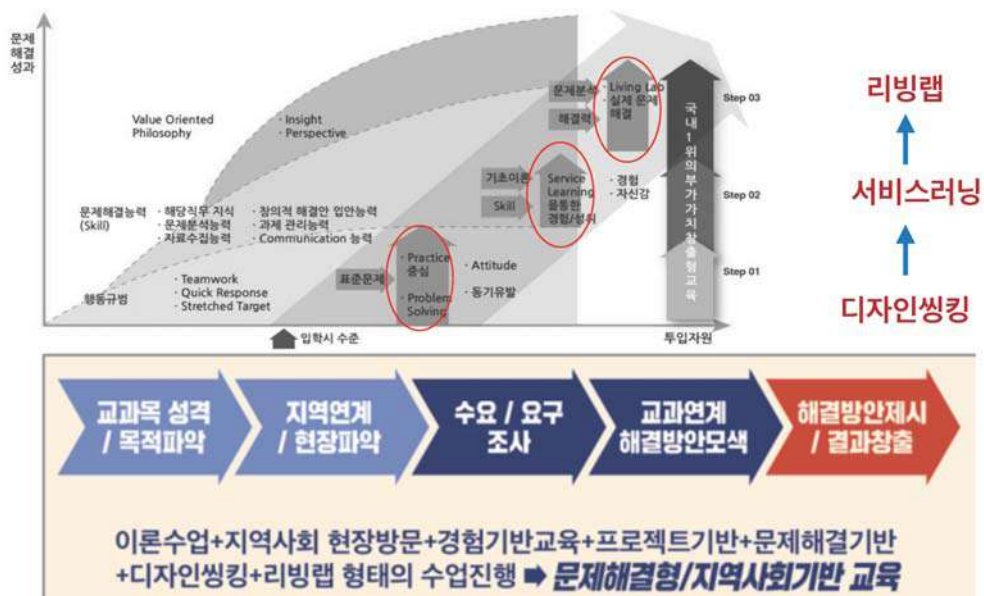 문제
해결
성과
Value Oriented
Philosophy
· Insight
· Perspective
문제분석
해결력
· Living Lab
· 실제 문제
해결
Step 03
리빙랩
기초이론
Skill
Service
Learning
을통한
경험/성취
· 경험
· 자신감
국내1위의부가가치창출형교육
Step 02
서비스러닝
문제해결능력
(Skill)
· 해당직무 지식
· 문제분석능력
· 자료수집능력
· 창의적 해결안 입안능력
· 과제 관리능력
· Communication 능력
표준문제
· Practice
중심
· Problem
Solving
· Attitude
· 동기유발
Step 01
디자인씽킹
행동규범
· Teamwork
· Quick Response
· Stretched Target
입학시 수준
투입자원
교과목 성격
/ 목적파악
지역연계
/ 현장파악
수요 / 요구
조사
교과연계
해결방안모색
해결방안제시
/ 결과창출
이론수업+지역사회 현장방문+경험기반교육+프로젝트기반+문제해결기반
+디자인씽킹+리빙랩 형태의 수업진행 ➡ 문제해결형/지역사회기반 교육